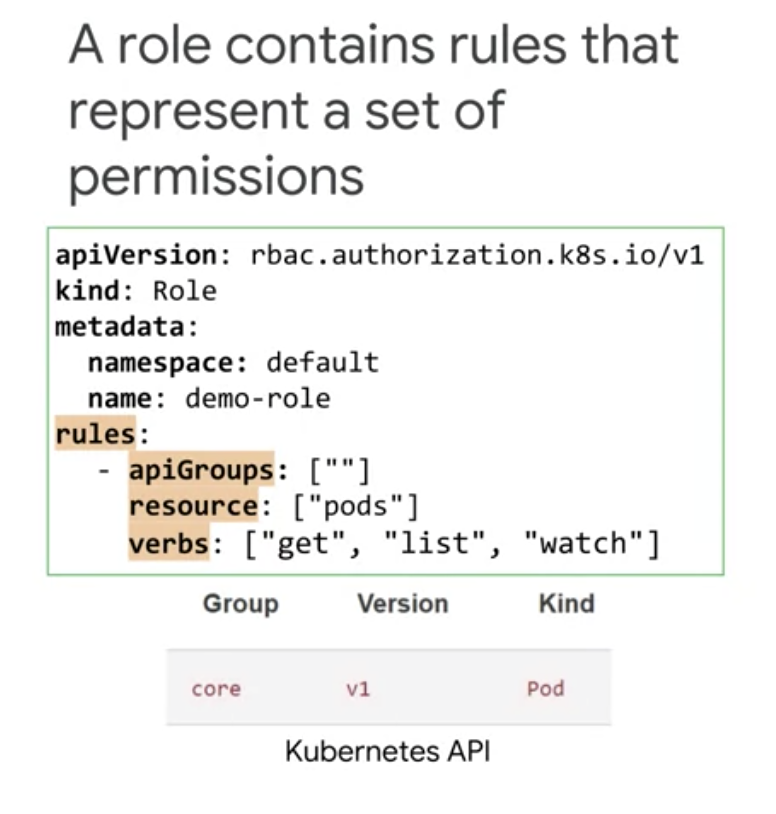 A role contains rules that
represent a set of
permissions
apiVersion: rbac.authorization.k8s.io/v1
kind: Role
metadata:
  namespace: default
  name: demo-role
rules:
  - apiGroups: [""]
    resource: ["pods"]
    verbs: ["get", "list", "watch"]
Group Version Kind
core v1 Pod
Kubernetes API